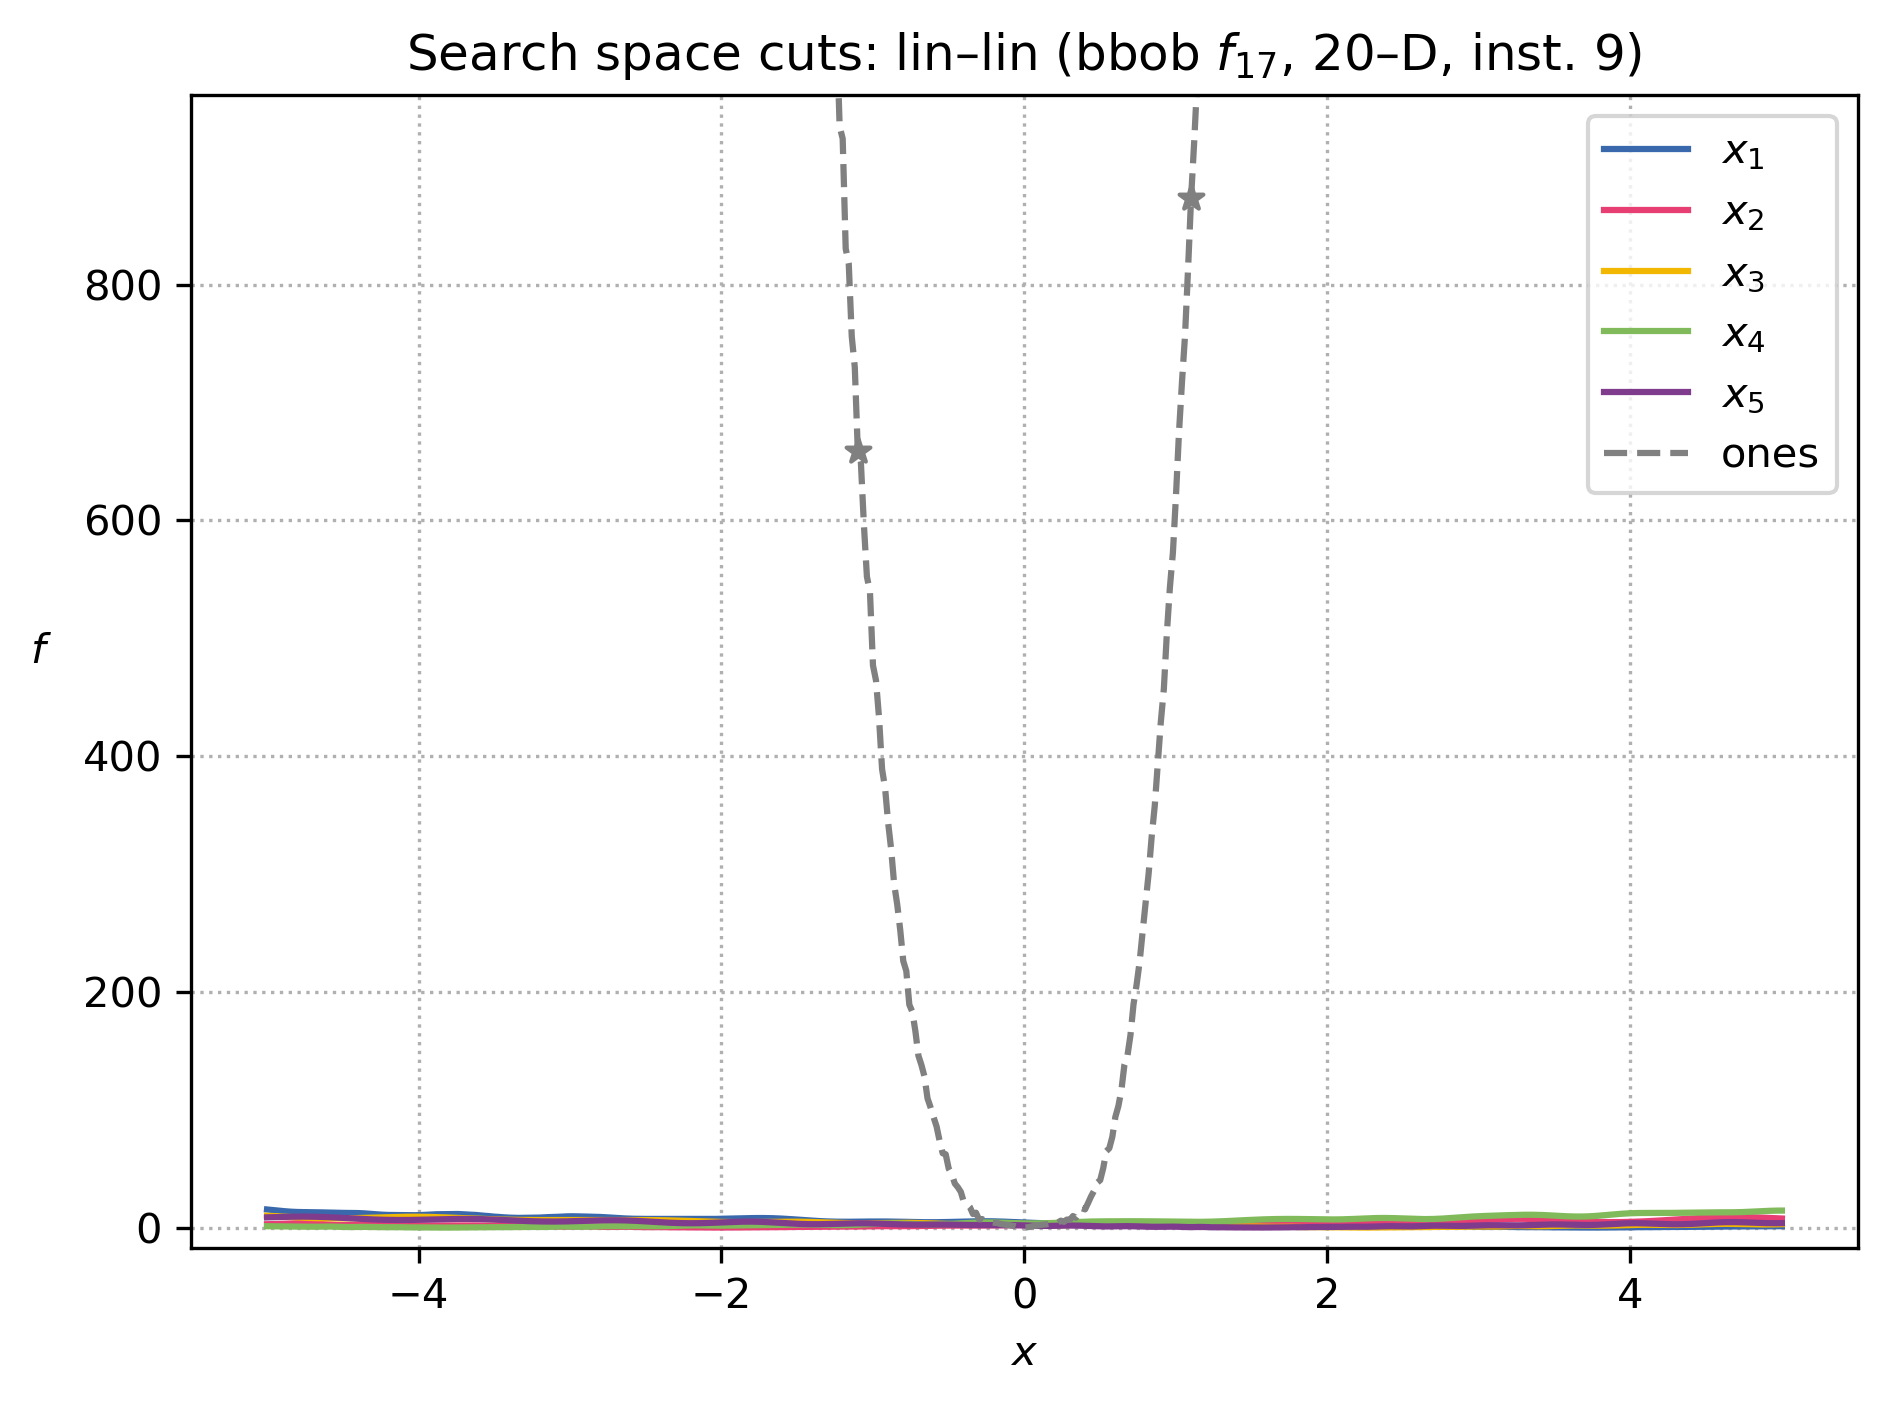 Search space cuts: lin–lin (bbob f17, 20–D, inst. 9)
x1
x2
x3
x4
x5
ones
800
600
400
200
0
f
−4 −2 0 2 4
x